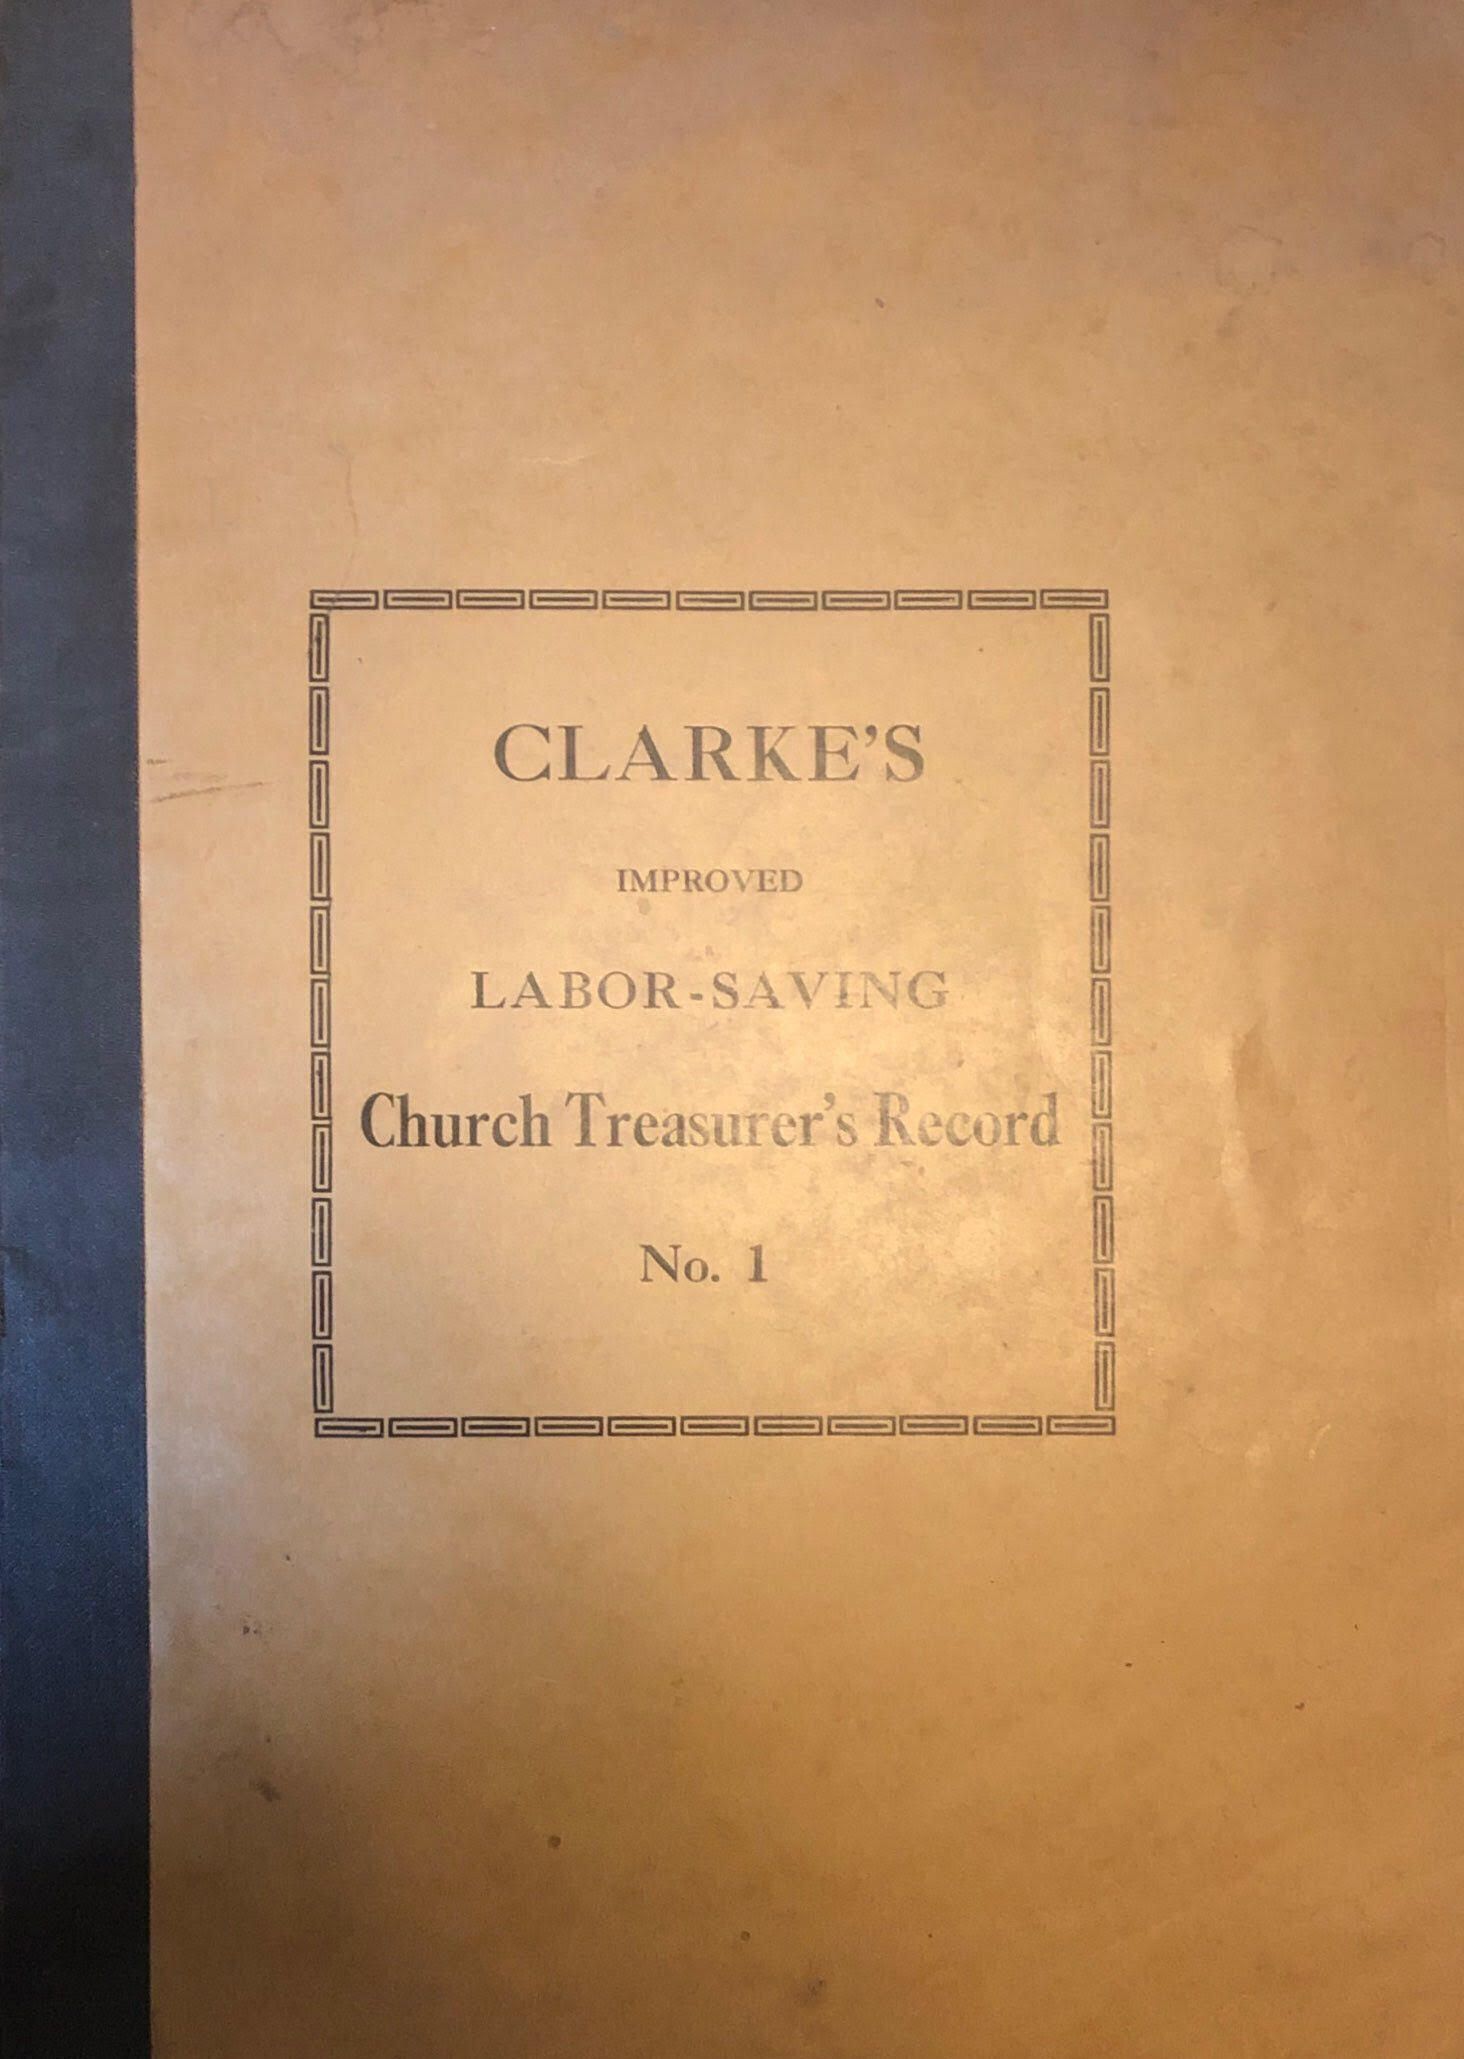 CLARKE'S
IMPROVED
LABOR-SAVING
Church Treasurer's Record
No. 1